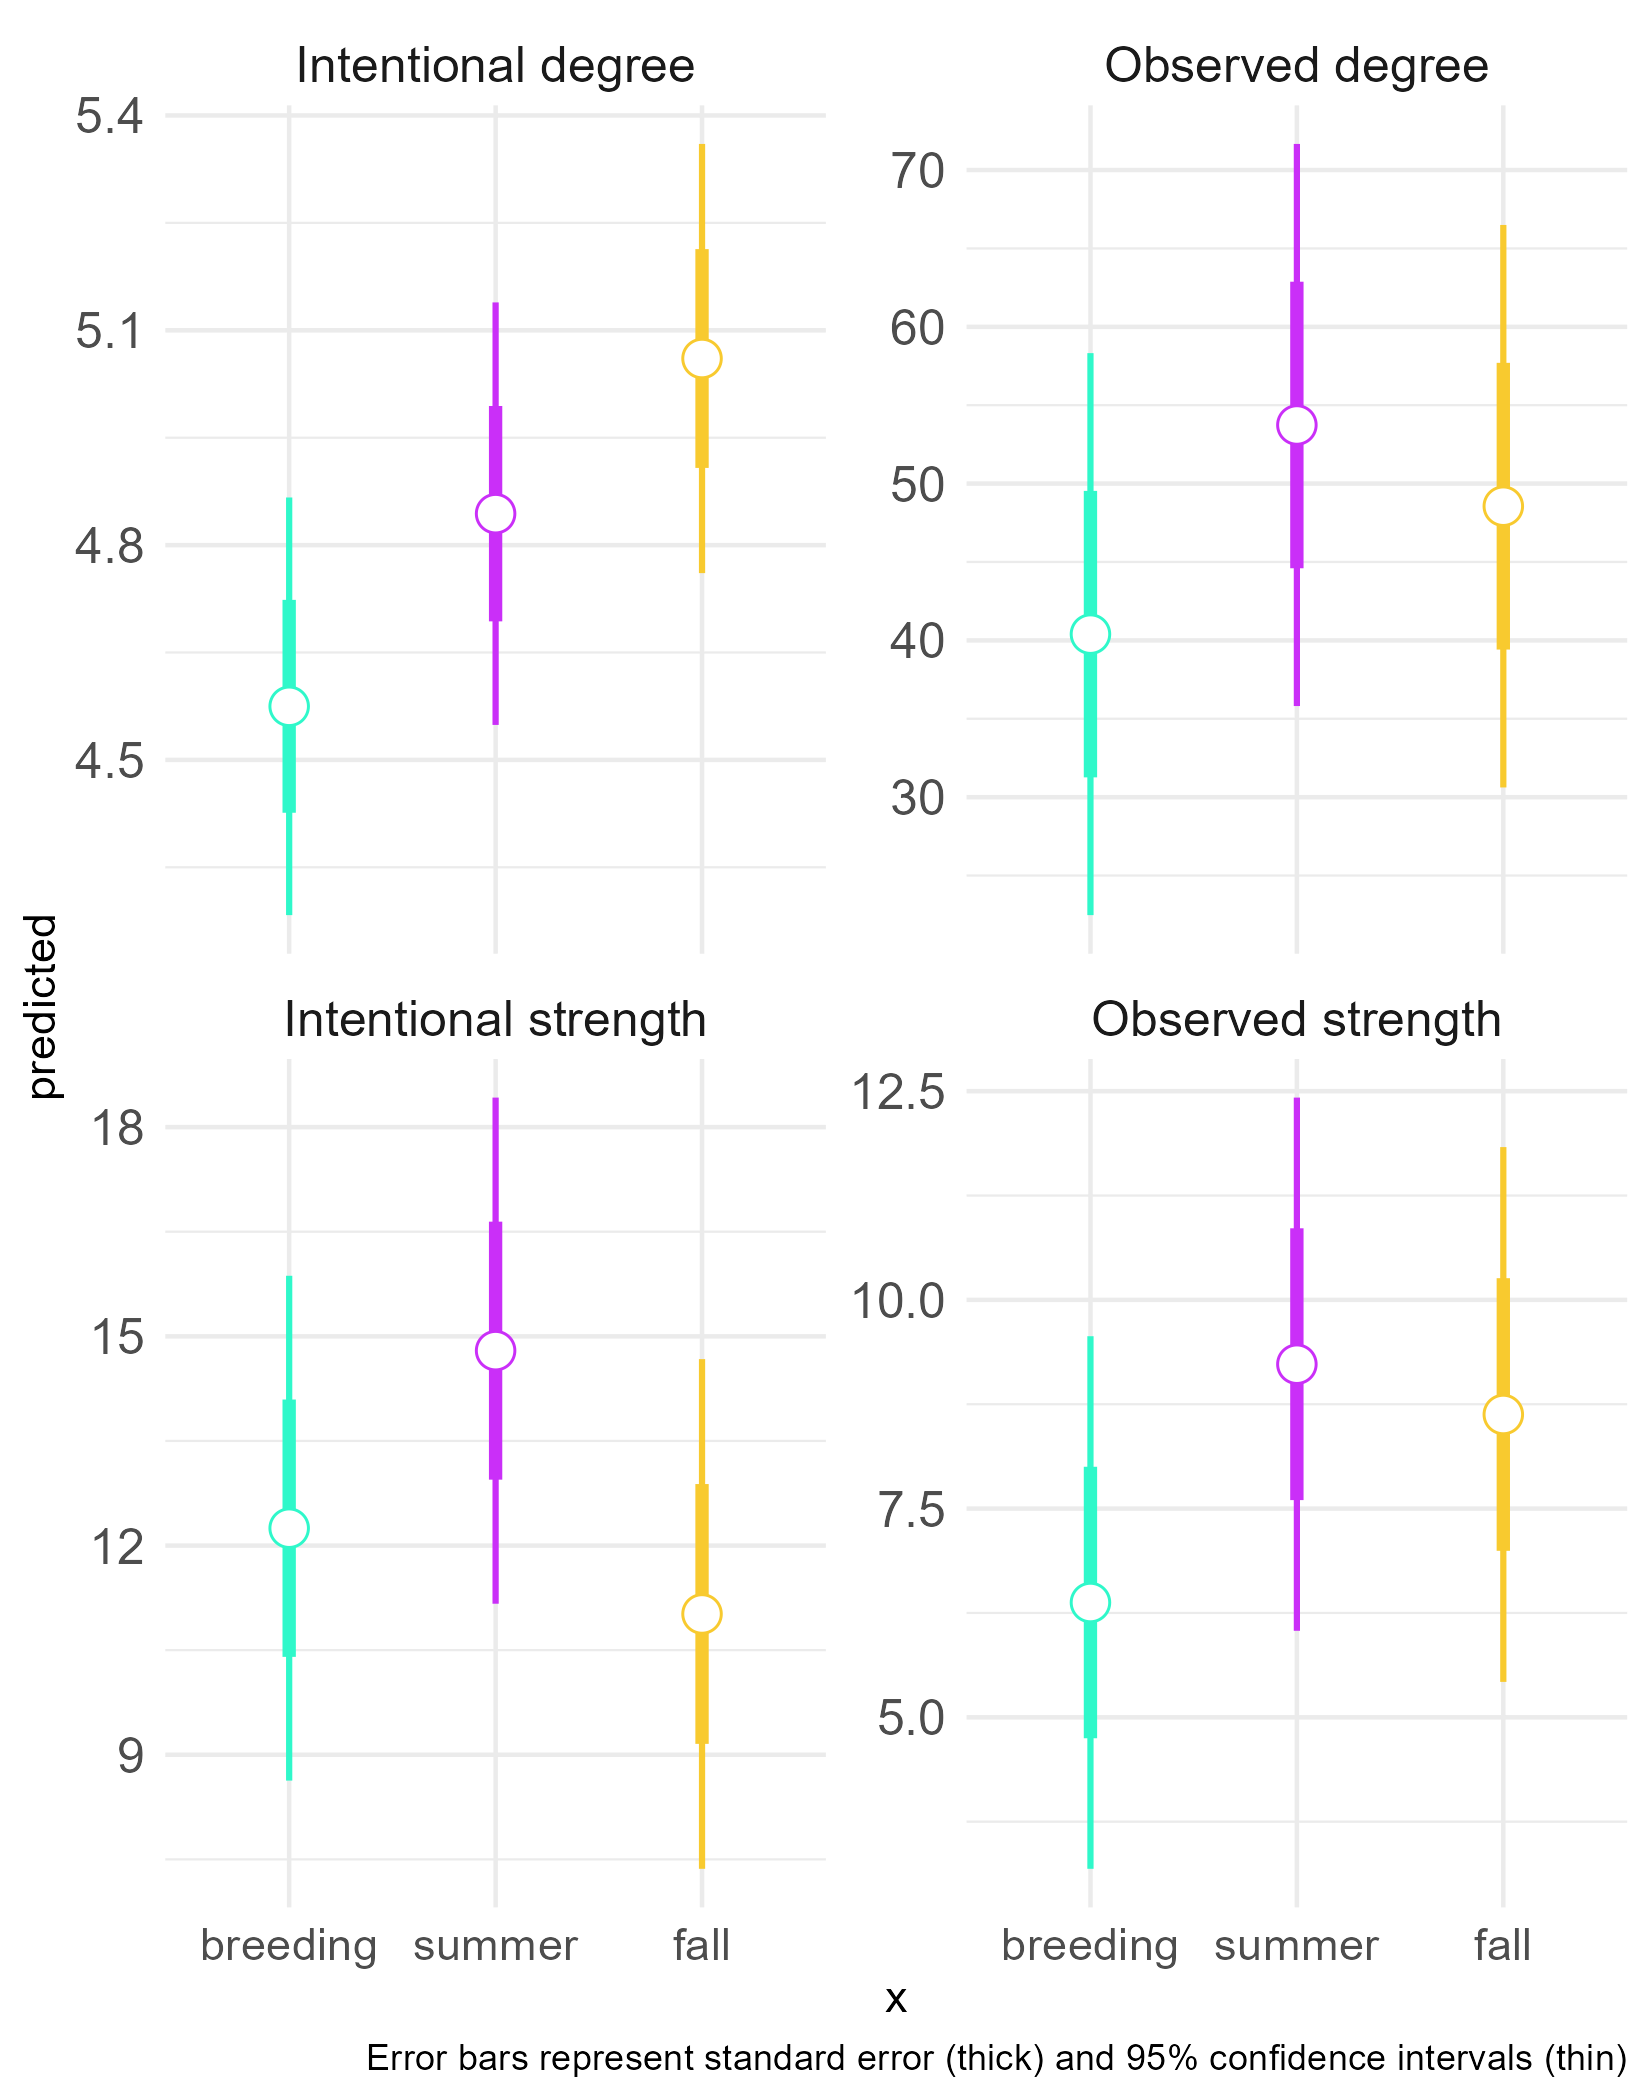 Intentional degree
5.4
5.1
4.8
4.5
Observed degree
70
60
50
40
30
predicted
Intentional strength
18
15
12
9
Observed strength
12.5
10.0
7.5
5.0
breeding summer fall
breeding summer fall
x
Error bars represent standard error (thick) and 95% confidence intervals (thin)